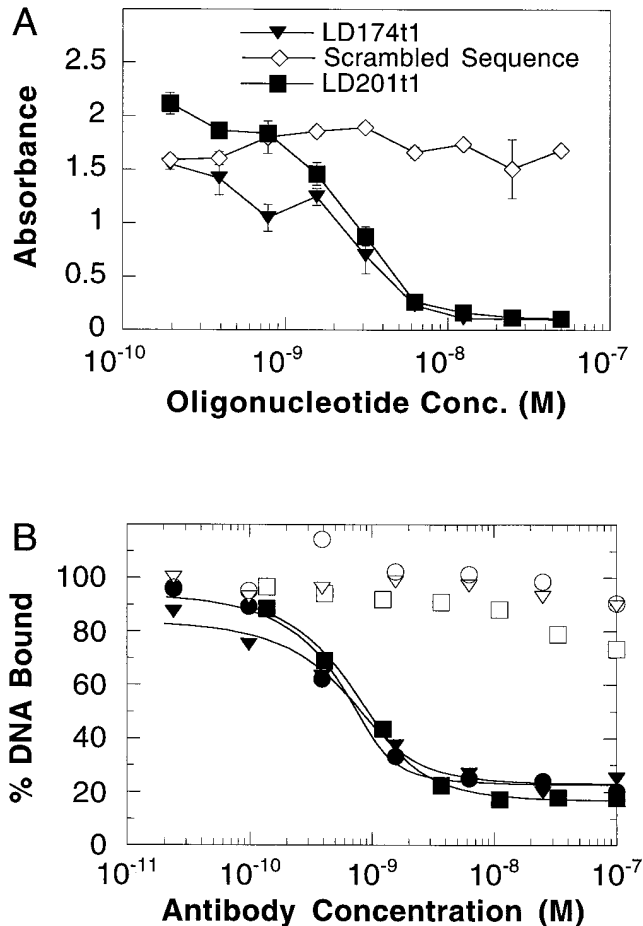 A
LD174t1
Scrambled Sequence
LD201t1
2.5
2
1.5
1
0.5
0
Absorbance
10-10
10-9
10-8
10-7
Oligonucleotide Conc. (M)
B
100
80
60
40
20
0
% DNA Bound
10-11
10-10
10-9
10-8
10-7
Antibody Concentration (M)